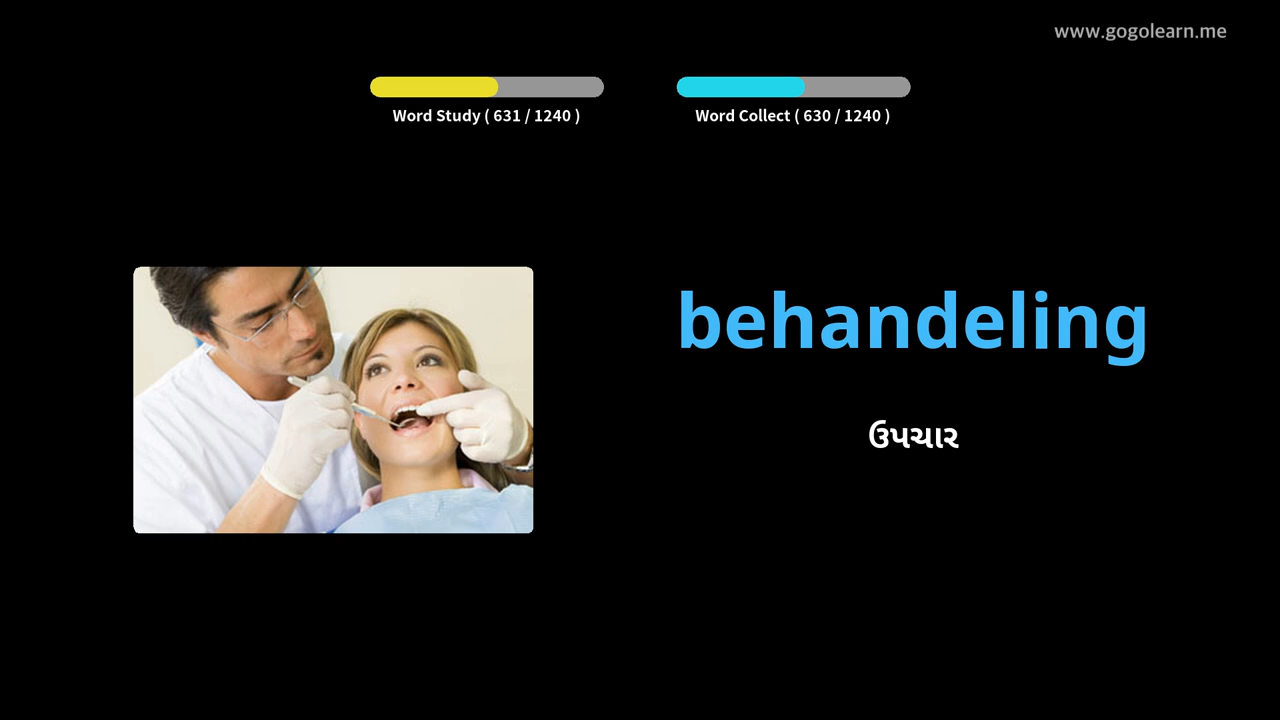 www.gogolearn.me
Word Study ( 631 / 1240 )
Word Collect ( 630 / 1240 )
behandeling
ઉપચાર